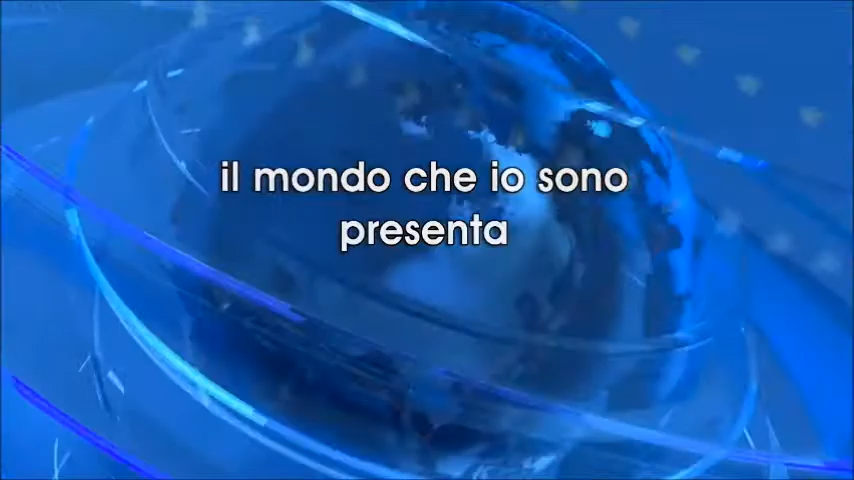 il mondo che io sono
presenta